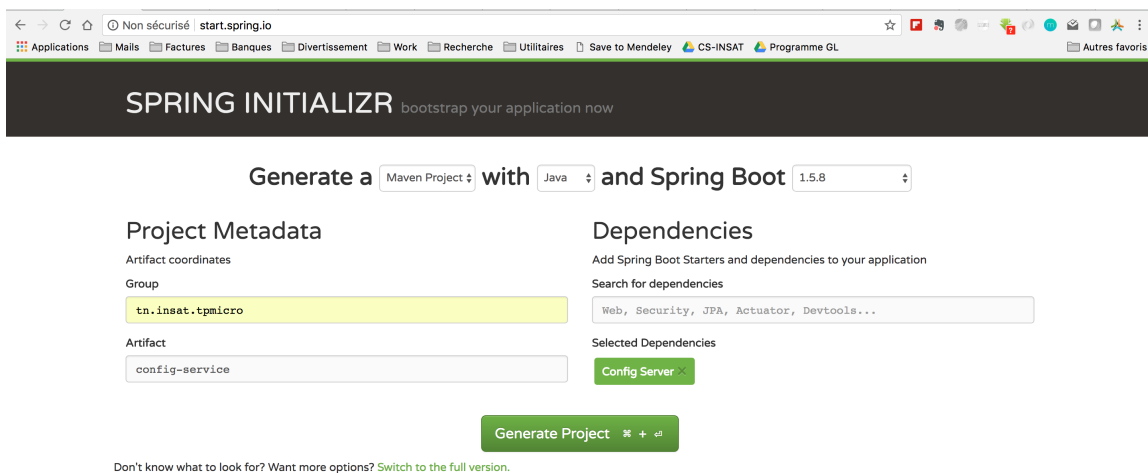 Non sécurisé start.spring.io
Applications Mails Factures Banques Divertissement Work Recherche Utilitaires Save to Mendeley CS-INSAT Programme GL Autres favoris
SPRING INITIALIZR bootstrap your application now
Generate a Maven Project with Java and Spring Boot 1.5.8
Project Metadata
Artifact coordinates
Group
tn.insat.tpmicro
Artifact
config-service
Dependencies
Add Spring Boot Starters and dependencies to your application
Search for dependencies
Web, Security, JPA, Actuator, Devtools...
Selected Dependencies
Config Server ×
Generate Project ⌘ + ⏎
Don't know what to look for? Want more options? Switch to the full version.